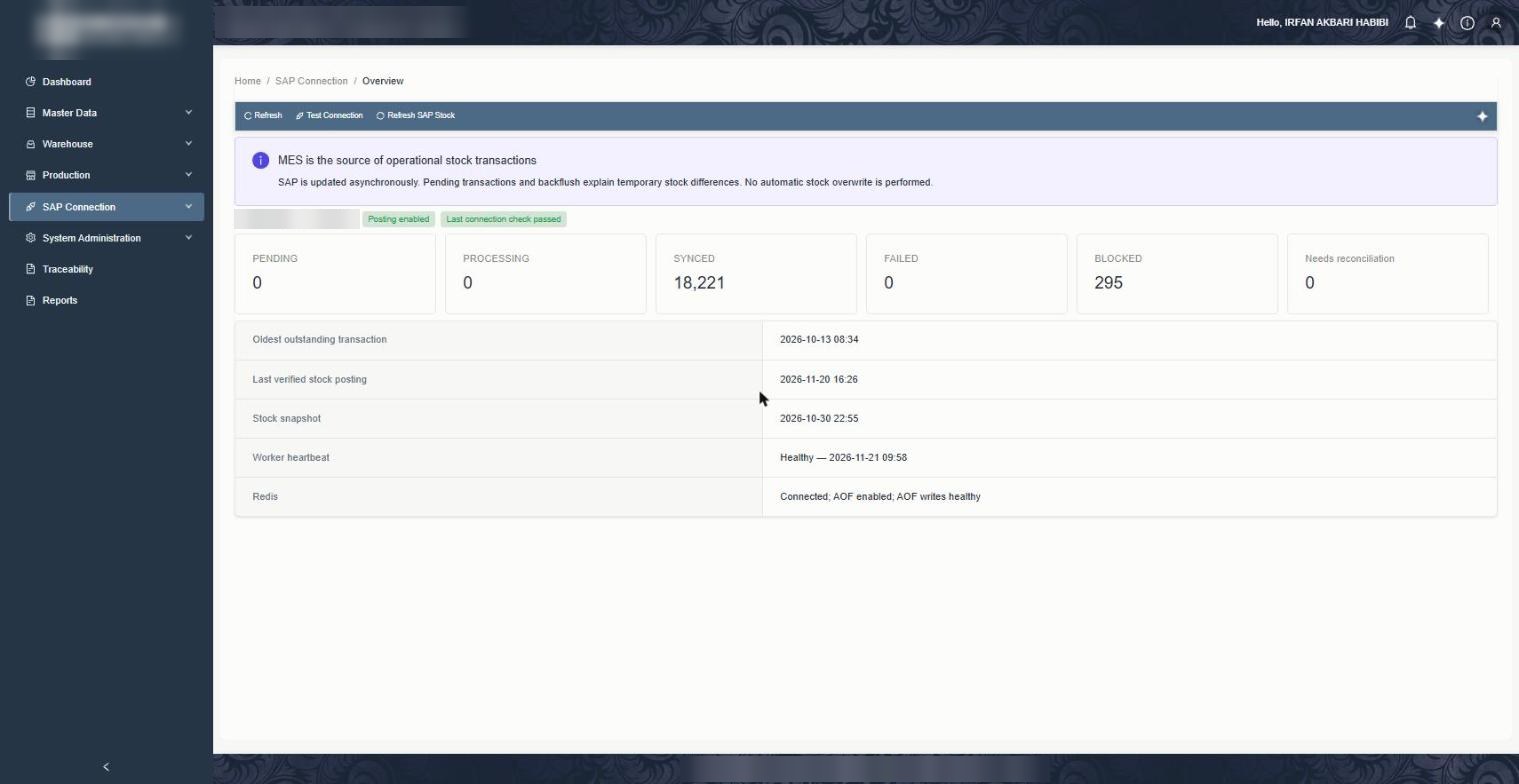 Hello, IRFAN AKBARI HABIBI
Dashboard
Master Data
Warehouse
Production
SAP Connection
System Administration
Traceability
Reports
Home / SAP Connection / Overview
Refresh Test Connection Refresh SAP Stock
MES is the source of operational stock transactions
SAP is updated asynchronously. Pending transactions and backflush explain temporary stock differences. No automatic stock overwrite is performed.
Posting enabled Last connection check passed
PENDING PROCESSING SYNCED FAILED BLOCKED Needs reconciliation
0 0 18,221 0 295 0
Oldest outstanding transaction 2026-10-13 08:34
Last verified stock posting 2026-11-20 16:26
Stock snapshot 2026-10-30 22:55
Worker heartbeat Healthy — 2026-11-21 09:58
Redis Connected; AOF enabled; AOF writes healthy